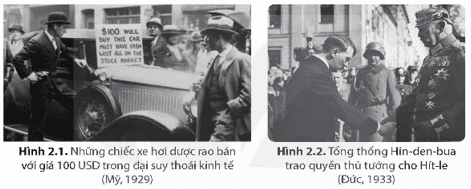 $100 WILL
BUY THIS CAR
MUST HAVE CASH
LOST ALL ON THE
STOCK MARKET
Hình 2.1. Những chiếc xe hơi được rao bán
với giá 100 USD trong đại suy thoái kinh tế
(Mỹ, 1929)
Hình 2.2. Tổng thống Hin-đen-bua
trao quyền thủ tướng cho Hít-le
(Đức, 1933)